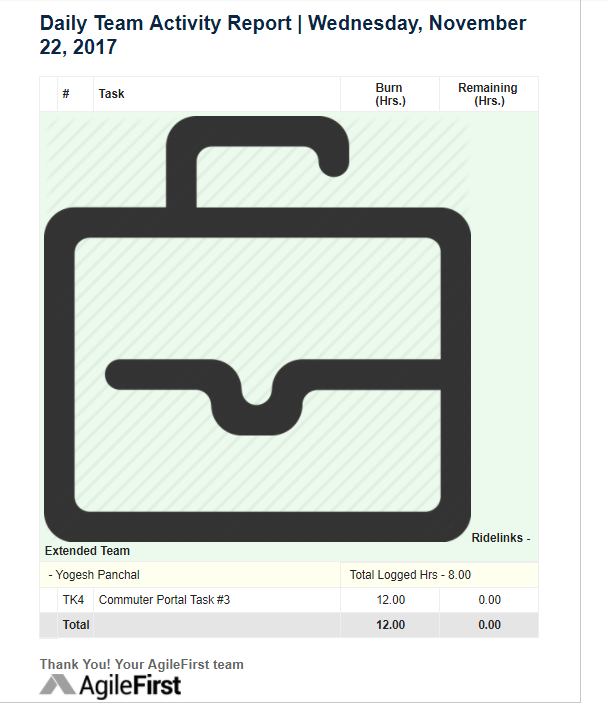 Daily Team Activity Report | Wednesday, November
22, 2017
# Task Burn (Hrs.) Remaining (Hrs.)
Ridelinks -
Extended Team
- Yogesh Panchal Total Logged Hrs - 8.00
TK4 Commuter Portal Task #3 12.00 0.00
Total 12.00 0.00
Thank You! Your AgileFirst team
AgileFirst